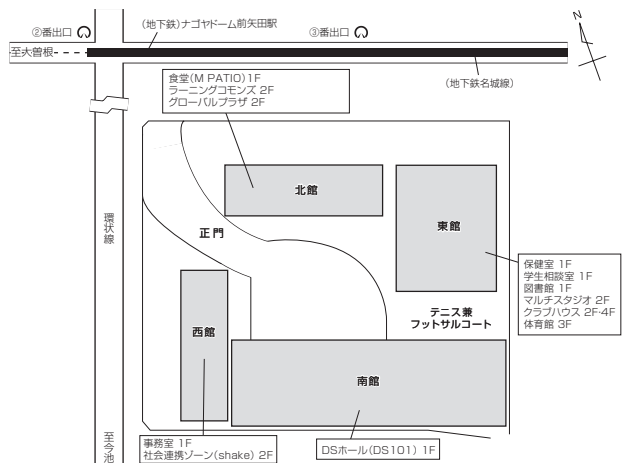 ②番出口
(地下鉄)ナゴヤドーム前矢田駅
③番出口
N
至大曽根
(地下鉄名城線)
食堂(M PATIO)1F
ラーニングコモンズ 2F
グローバルプラザ 2F
環状線
正門
北館
東館
保健室 1F
学生相談室 1F
図書館 1F
マルチスタジオ 2F
クラブハウス 2F・4F
体育館 3F
テニス兼
フットサルコート
西館
南館
至今池
事務室 1F
社会連携ゾーン(shake) 2F
DSホール(DS101) 1F